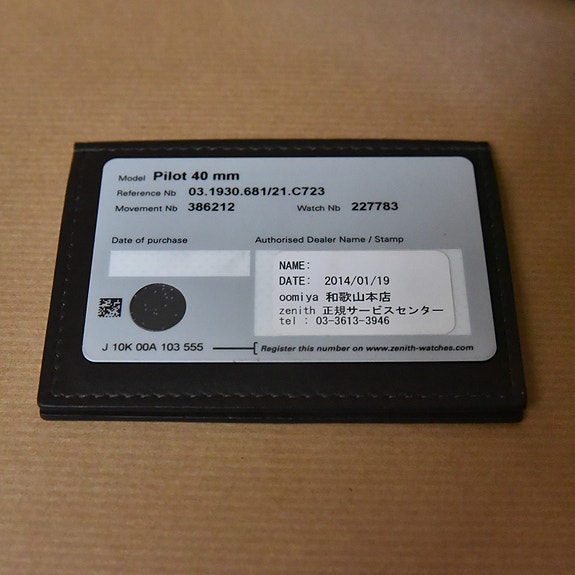 Model Pilot 40 mm
Reference Nb 03.1930.681/21.C723
Movement Nb 386212 Watch Nb 227783
Date of purchase Authorised Dealer Name / Stamp
NAME:
DATE: 2014/01/19
oomiya 和歌山本店
zenith 正規サービスセンター
tel : 03-3613-3946
J 10K 00A 103 555 Register this number on www.zenith-watches.com